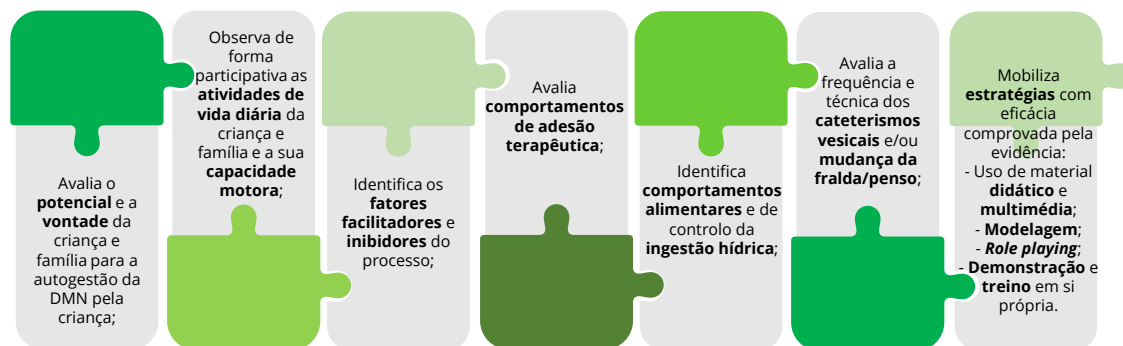 Avalia o
potencial e a
vontade da
criança e
família para a
autogestão da
DMN pela
criança;
Observa de
forma
participativa as
atividades de
vida diária da
criança e
família e a sua
capacidade
motora;
Identifica os
fatores
facilitadores e
inibidores do
processo;
Avalia
comportamentos
de adesão
terapêutica;
Identifica
comportamentos
alimentares e de
controlo da
ingestão hídrica;
Avalia a
frequência e
técnica dos
cateterismos
vesicais e/ou
mudança da
fralda/penso;
Mobiliza
estratégias com
eficácia
comprovada pela
evidência:
- Uso de material
didático e
multimédia;
- Modelagem;
- Role playing;
- Demonstração e
treino em si
própria.